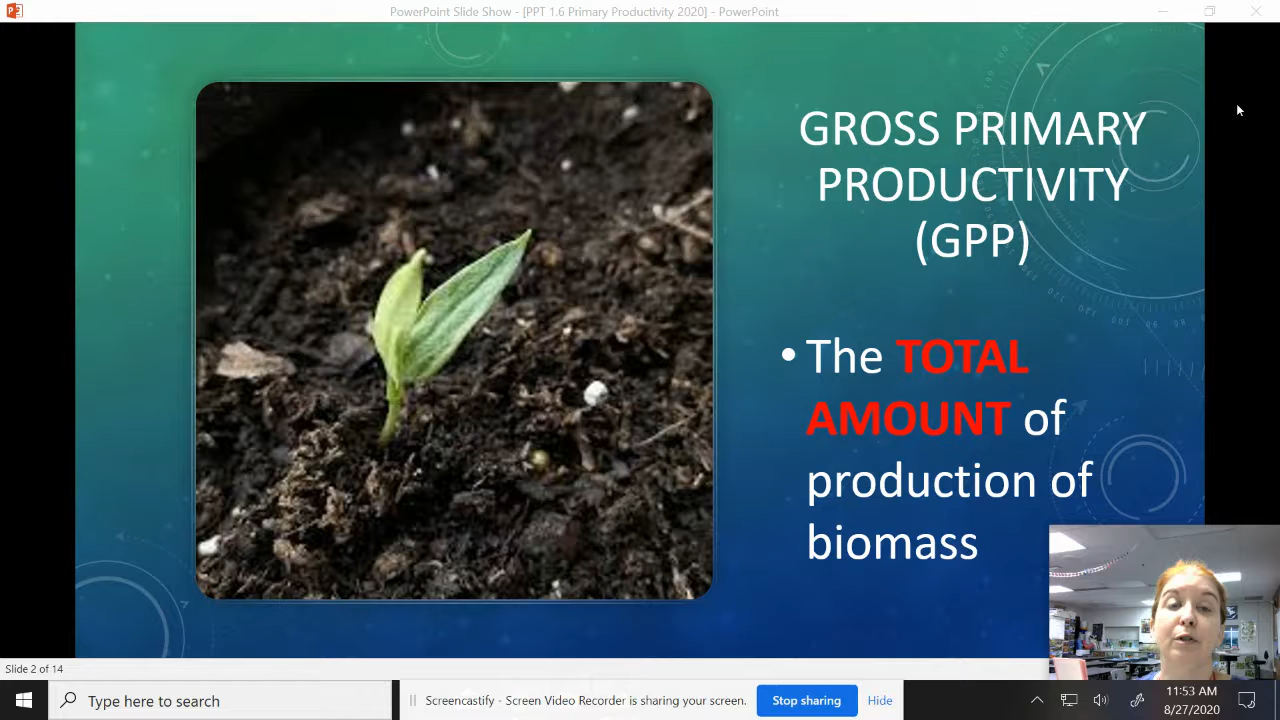 PowerPoint Slide Show - [PPT 1.6 Primary Productivity 2020] - PowerPoint
GROSS PRIMARY
PRODUCTIVITY
(GPP)
• The TOTAL
AMOUNT of
production of
biomass
Slide 2 of 14
Type here to search
Screencastify - Screen Video Recorder is sharing your screen.
Stop sharing
Hide
11:53 AM
8/27/2020